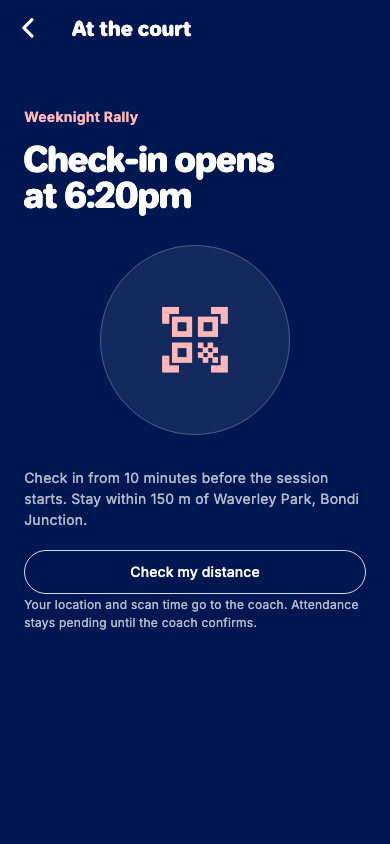 At the court
Weeknight Rally
Check-in opens
at 6:20pm
Check in from 10 minutes before the session
starts. Stay within 150 m of Waverley Park, Bondi
Junction.
Check my distance
Your location and scan time go to the coach. Attendance
stays pending until the coach confirms.